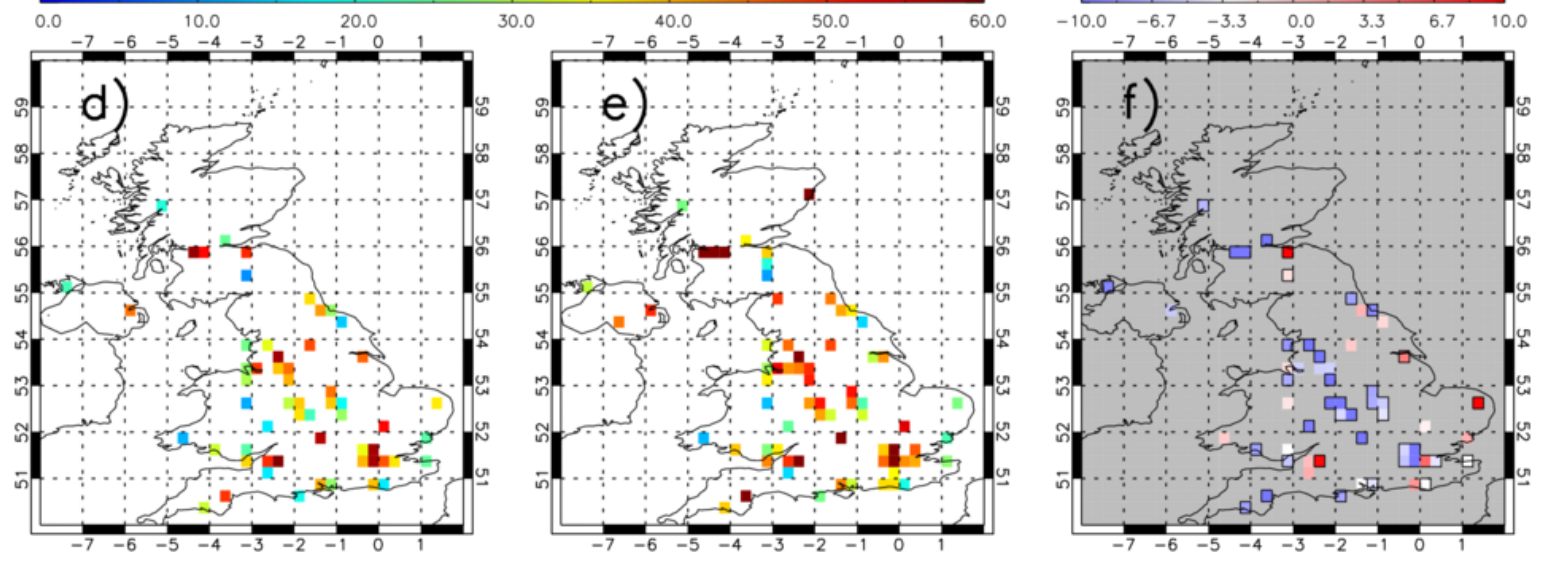 0.0 10.0 20.0 30.0 40.0 50.0 60.0 −10.0 −6.7 −3.3 0.0 3.3 6.7 10.0
−7 −6 −5 −4 −3 −2 −1 0 1 −7 −6 −5 −4 −3 −2 −1 0 1 −7 −6 −5 −4 −3 −2 −1 0 1
d) e) f)
59 59 59 59 59 59
58 58 58 58 58 58
57 57 57 57 57 57
56 56 56 56 56 56
55 55 55 55 55 55
54 54 54 54 54 54
53 53 53 53 53 53
52 52 52 52 52 52
51 51 51 51 51 51
−7 −6 −5 −4 −3 −2 −1 0 1 −7 −6 −5 −4 −3 −2 −1 0 1 −7 −6 −5 −4 −3 −2 −1 0 1